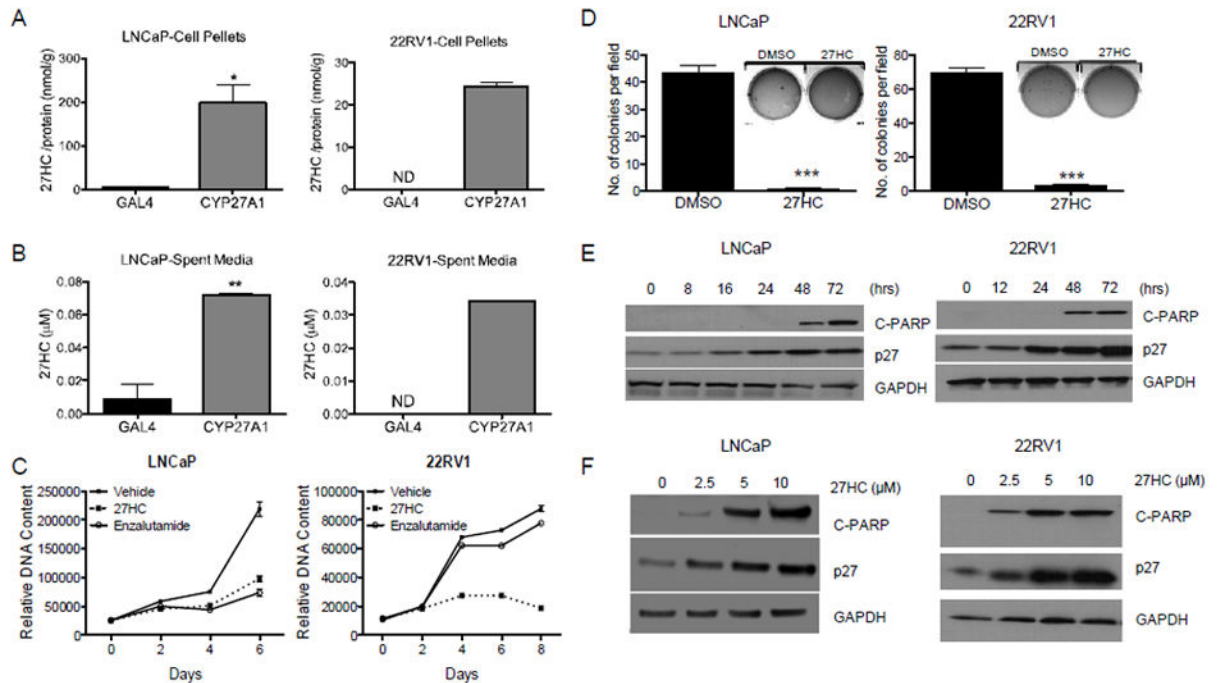 A
LNCaP-Cell Pellets
27HC /protein (nmol/g)
300
200
100
0
*
GAL4
CYP27A1
22RV1-Cell Pellets
27HC /protein (nmol/g)
30
20
10
0
ND
GAL4
CYP27A1
B
LNCaP-Spent Media
27HC (μM)
0.08
0.06
0.04
0.02
0.00
**
GAL4
CYP27A1
22RV1-Spent Media
27HC (μM)
0.04
0.03
0.02
0.01
0.00
ND
GAL4
CYP27A1
C
LNCaP
Relative DNA Content
250000
200000
150000
100000
50000
0
Vehicle
27HC
Enzalutamide
0 2 4 6
Days
22RV1
Relative DNA Content
100000
80000
60000
40000
20000
0
Vehicle
27HC
Enzalutamide
0 2 4 6 8
Days
D
LNCaP
No. of colonies per field
50
40
30
20
10
0
DMSO 27HC
***
DMSO
27HC
22RV1
No. of colonies per field
80
60
40
20
0
DMSO 27HC
***
DMSO
27HC
E
LNCaP
0 8 16 24 48 72 (hrs)
C-PARP
p27
GAPDH
22RV1
0 12 24 48 72 (hrs)
C-PARP
p27
GAPDH
F
LNCaP
0 2.5 5 10 27HC (μM)
C-PARP
p27
GAPDH
22RV1
0 2.5 5 10 27HC (μM)
C-PARP
p27
GAPDH